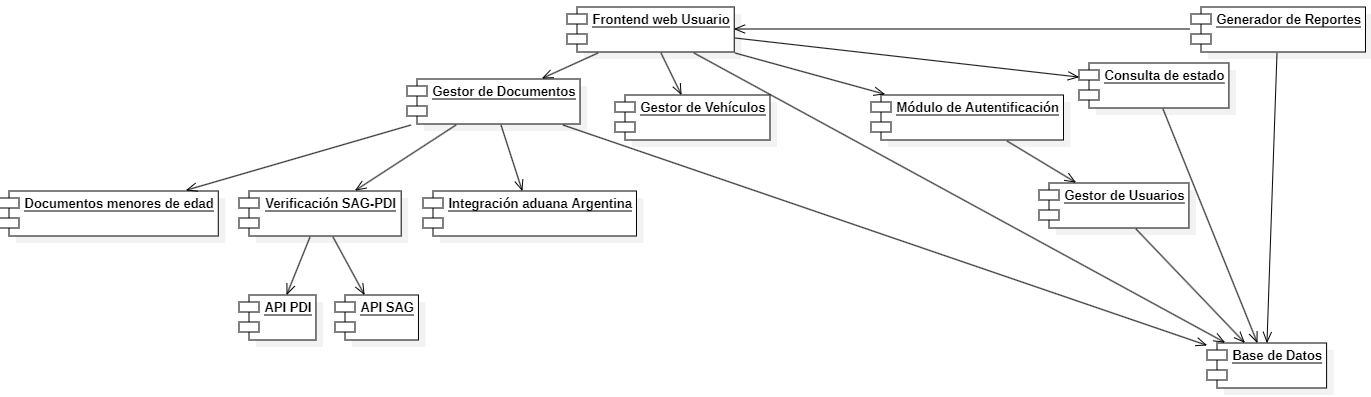 Frontend web Usuario
Generador de Reportes
Consulta de estado
Gestor de Documentos
Gestor de Vehículos
Módulo de Autentificación
Documentos menores de edad
Verificación SAG-PDI
Integración aduana Argentina
Gestor de Usuarios
API PDI
API SAG
Base de Datos